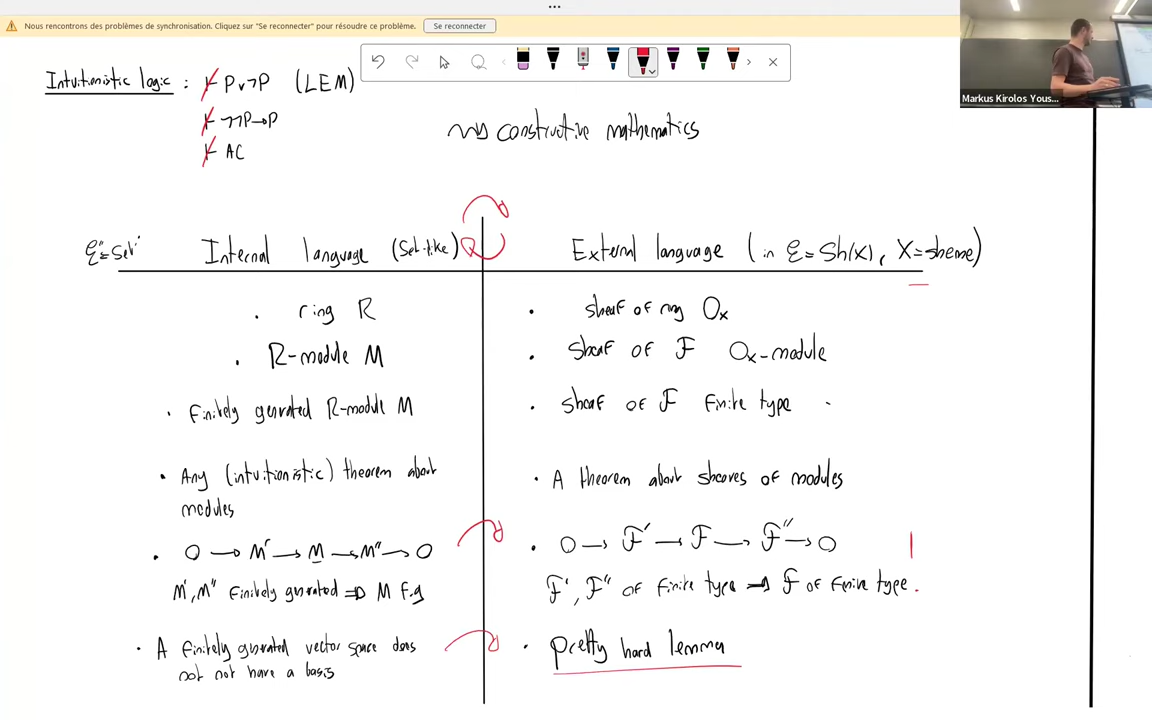 Nous rencontrons des problèmes de synchronisation. Cliquez sur "Se reconnecter" pour résoudre ce problème. Se reconnecter
Markus Kirolos Yous...
Intuitionistic logic : ⊬ P∨¬P (LEM)
⊬ ¬¬P→P
⊬ AC
⇝ constructive mathematics
ℰ"="Set" Internal language (Set-like)
External language (in ℰ = Sh(X), X = sheme)
· ring R
· sheaf of ring O_X
· R-module M
· sheaf of F O_X-module
· finitely generated R-module M
· sheaf of F finite type
· Any (intuitionistic) theorem about
modules
· A theorem about sheaves of modules
· 0 → M' → M → M'' → 0
M', M'' finitely generated ⇒ M f.g
· 0 → F' → F → F'' → 0
F', F'' of finite type ⇒ F of finite type.
· A finitely generated vector space does
not not have a basis
· pretty hard lemma